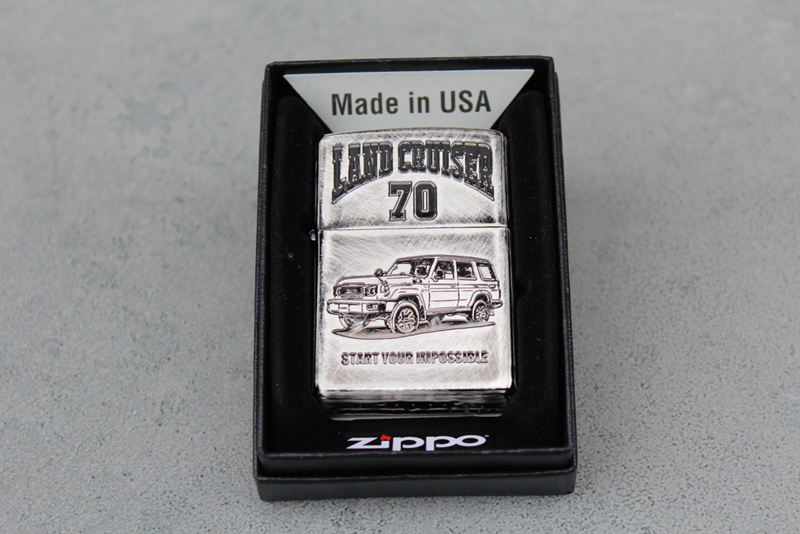 Made in USA
LAND CRUISER
70
START YOUR IMPOSSIBLE
zippo